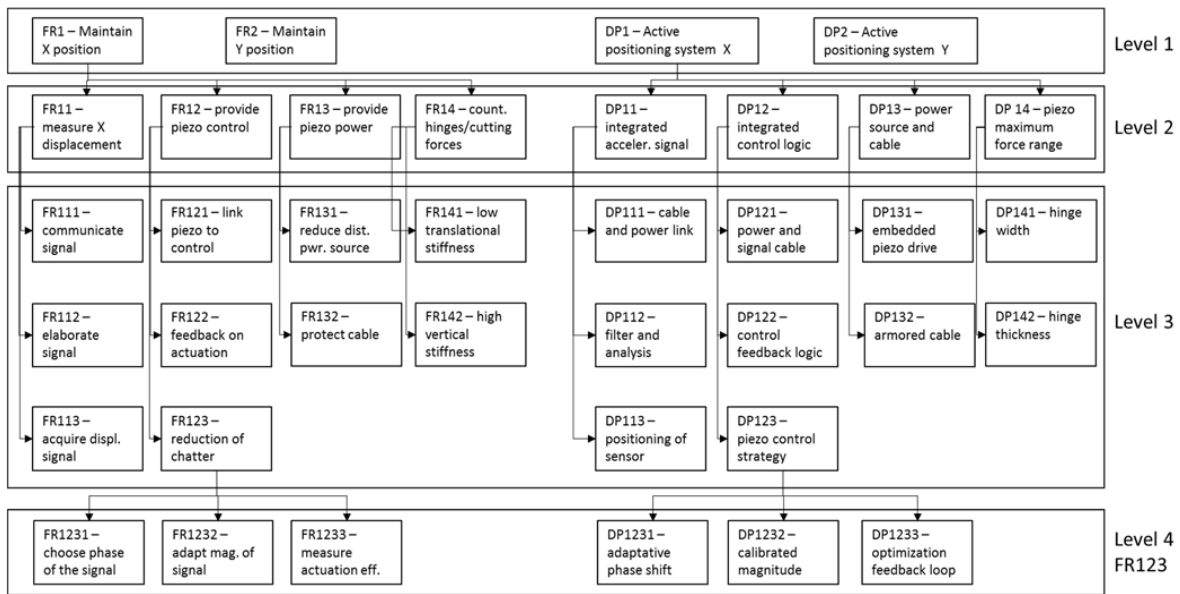 FR1 – Maintain
X position
FR2 – Maintain
Y position
DP1 – Active
positioning system X
DP2 – Active
positioning system Y
Level 1
FR11 –
measure X
displacement
FR12 – provide
piezo control
FR13 – provide
piezo power
FR14 – count.
hinges/cutting
forces
DP11 –
integrated
acceler. signal
DP12 –
integrated
control logic
DP13 – power
source and
cable
DP 14 – piezo
maximum
force range
Level 2
FR111 –
communicate
signal
FR121 – link
piezo to
control
FR131 –
reduce dist.
pwr. source
FR141 – low
translational
stiffness
DP111 – cable
and power link
DP121 –
power and
signal cable
DP131 –
embedded
piezo drive
DP141 – hinge
width
FR112 –
elaborate
signal
FR122 –
feedback on
actuation
FR132 –
protect cable
FR142 – high
vertical
stiffness
DP112 –
filter and
analysis
DP122 –
control
feedback logic
DP132 –
armored cable
DP142 – hinge
thickness
Level 3
FR113 –
acquire displ.
signal
FR123 –
reduction of
chatter
DP113 –
positioning of
sensor
DP123 –
piezo control
strategy
FR1231 –
choose phase
of the signal
FR1232 –
adapt mag. of
signal
FR1233 –
measure
actuation eff.
DP1231 –
adaptative
phase shift
DP1232 –
calibrated
magnitude
DP1233 –
optimization
feedback loop
Level 4
FR123